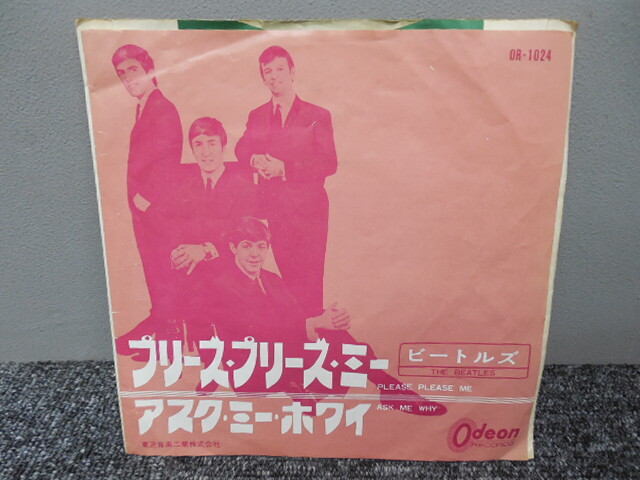 OR-1024
プリーズ・プリーズ・ミー
ビートルズ
THE BEATLES
PLEASE PLEASE ME
アスク・ミー・ホワイ
ASK ME WHY
東芝音楽工業株式会社
Odeon
RECORDS